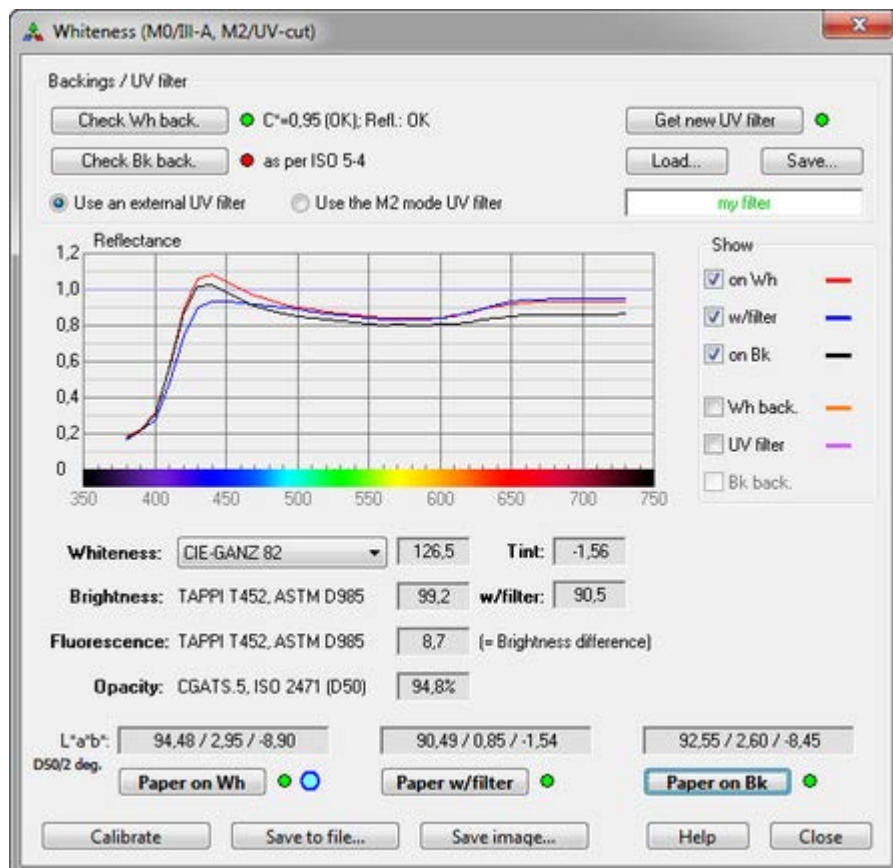 Whiteness (M0/Ill-A, M2/UV-cut)
Backings / UV filter
Check Wh back. C*=0,95 (OK); Refl.: OK Get new UV filter
Check Bk back. as per ISO 5-4 Load... Save...
Use an external UV filter Use the M2 mode UV filter my filter
Reflectance Show
1,2
1,0
0,8
0,6
0,4
0,2
0
350 400 450 500 550 600 650 700 750
on Wh
w/filter
on Bk
Wh back.
UV filter
Bk back.
Whiteness: CIE-GANZ 82 126,5 Tint: -1,56
Brightness: TAPPI T452, ASTM D985 99,2 w/filter: 90,5
Fluorescence: TAPPI T452, ASTM D985 8,7 (= Brightness difference)
Opacity: CGATS.5, ISO 2471 (D50) 94,8%
L*a*b*: 94,48 / 2,95 / -8,90 90,49 / 0,85 / -1,54 92,55 / 2,60 / -8,45
D50/2 deg.
Paper on Wh Paper w/filter Paper on Bk
Calibrate Save to file... Save image... Help Close